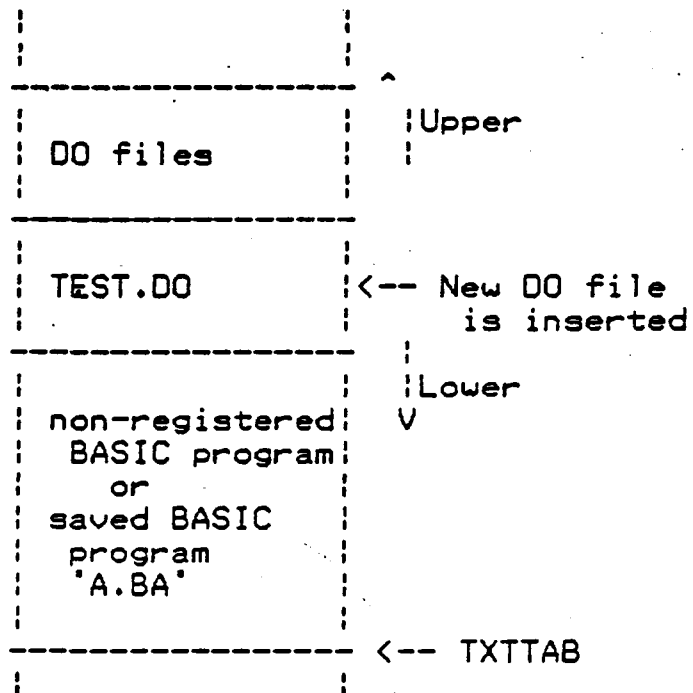 ^
Upper
DO files
TEST.DO <-- New DO file
is inserted
Lower
non-registered V
BASIC program
or
saved BASIC
program
"A.BA"
<-- TXTTAB